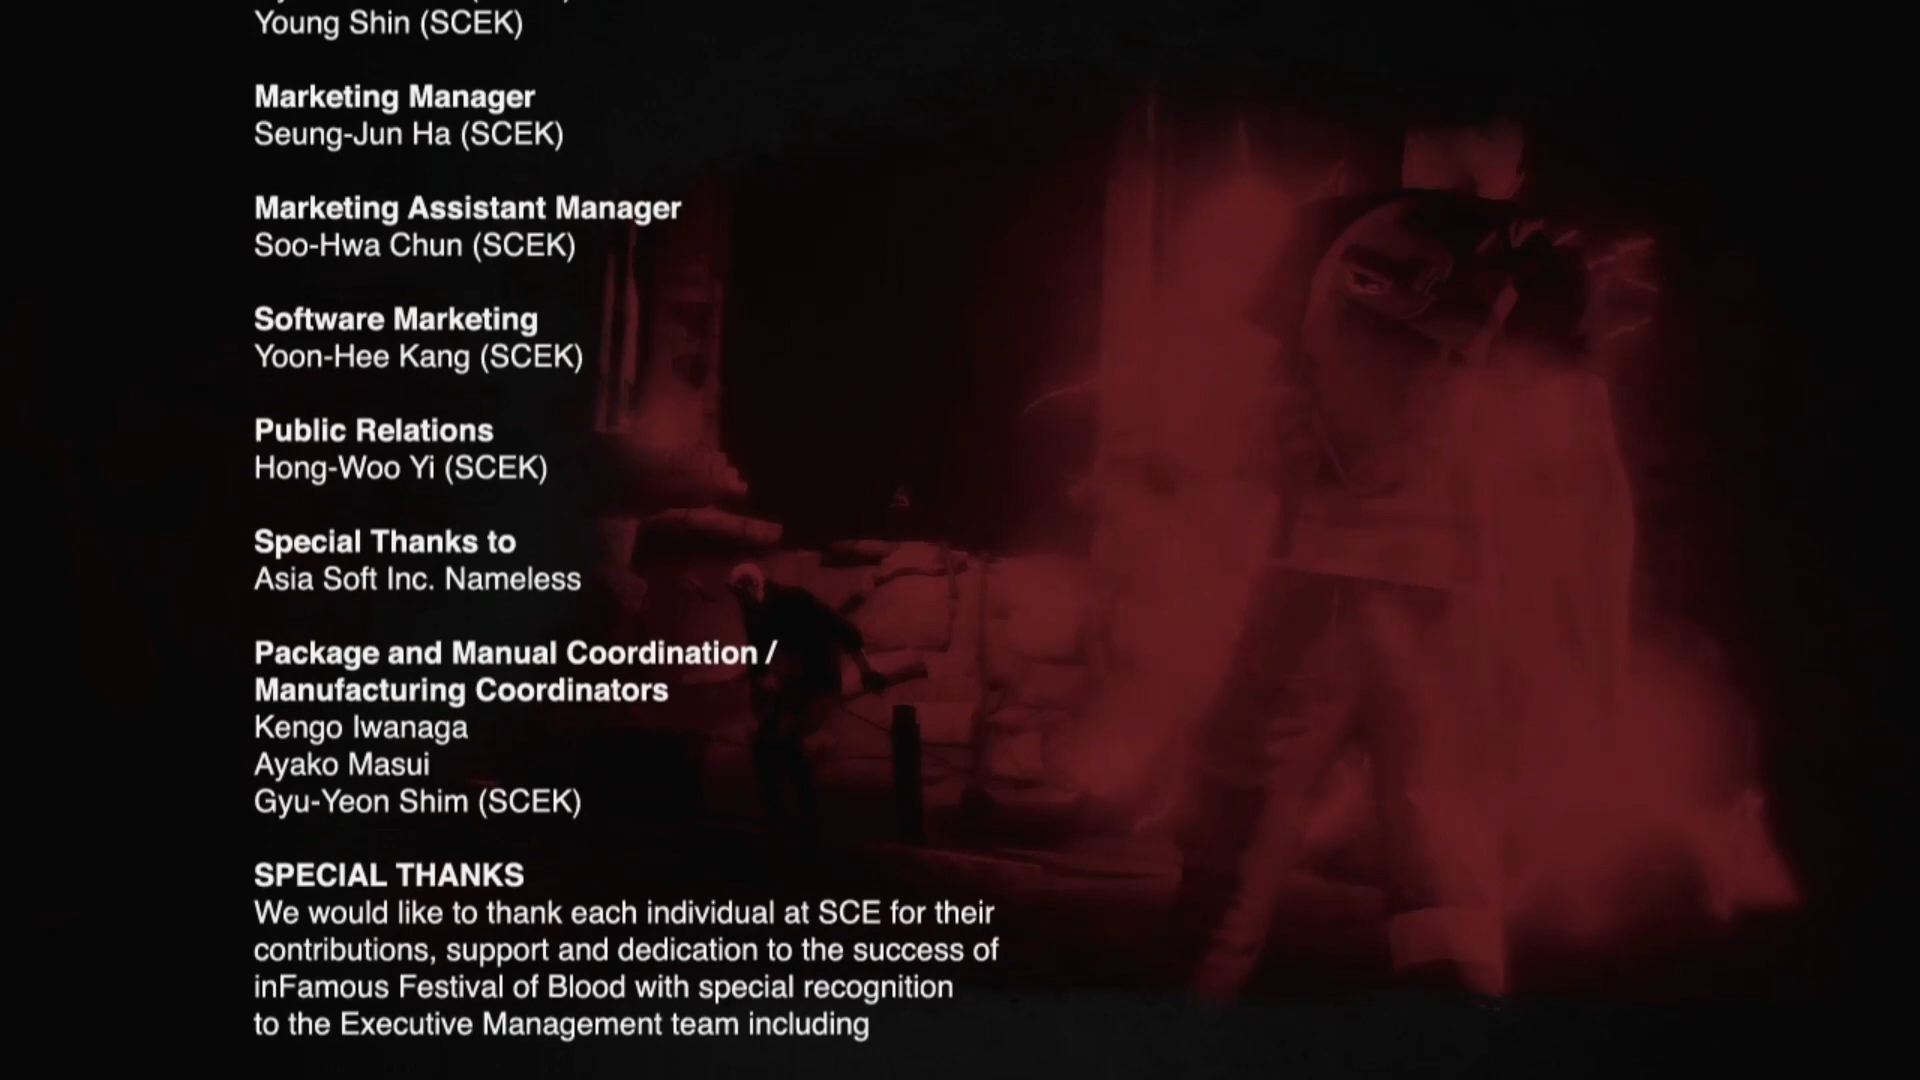 Young Shin (SCEK)
Marketing Manager
Seung-Jun Ha (SCEK)
Marketing Assistant Manager
Soo-Hwa Chun (SCEK)
Software Marketing
Yoon-Hee Kang (SCEK)
Public Relations
Hong-Woo Yi (SCEK)
Special Thanks to
Asia Soft Inc. Nameless
Package and Manual Coordination /
Manufacturing Coordinators
Kengo Iwanaga
Ayako Masui
Gyu-Yeon Shim (SCEK)
SPECIAL THANKS
We would like to thank each individual at SCE for their
contributions, support and dedication to the success of
inFamous Festival of Blood with special recognition
to the Executive Management team including